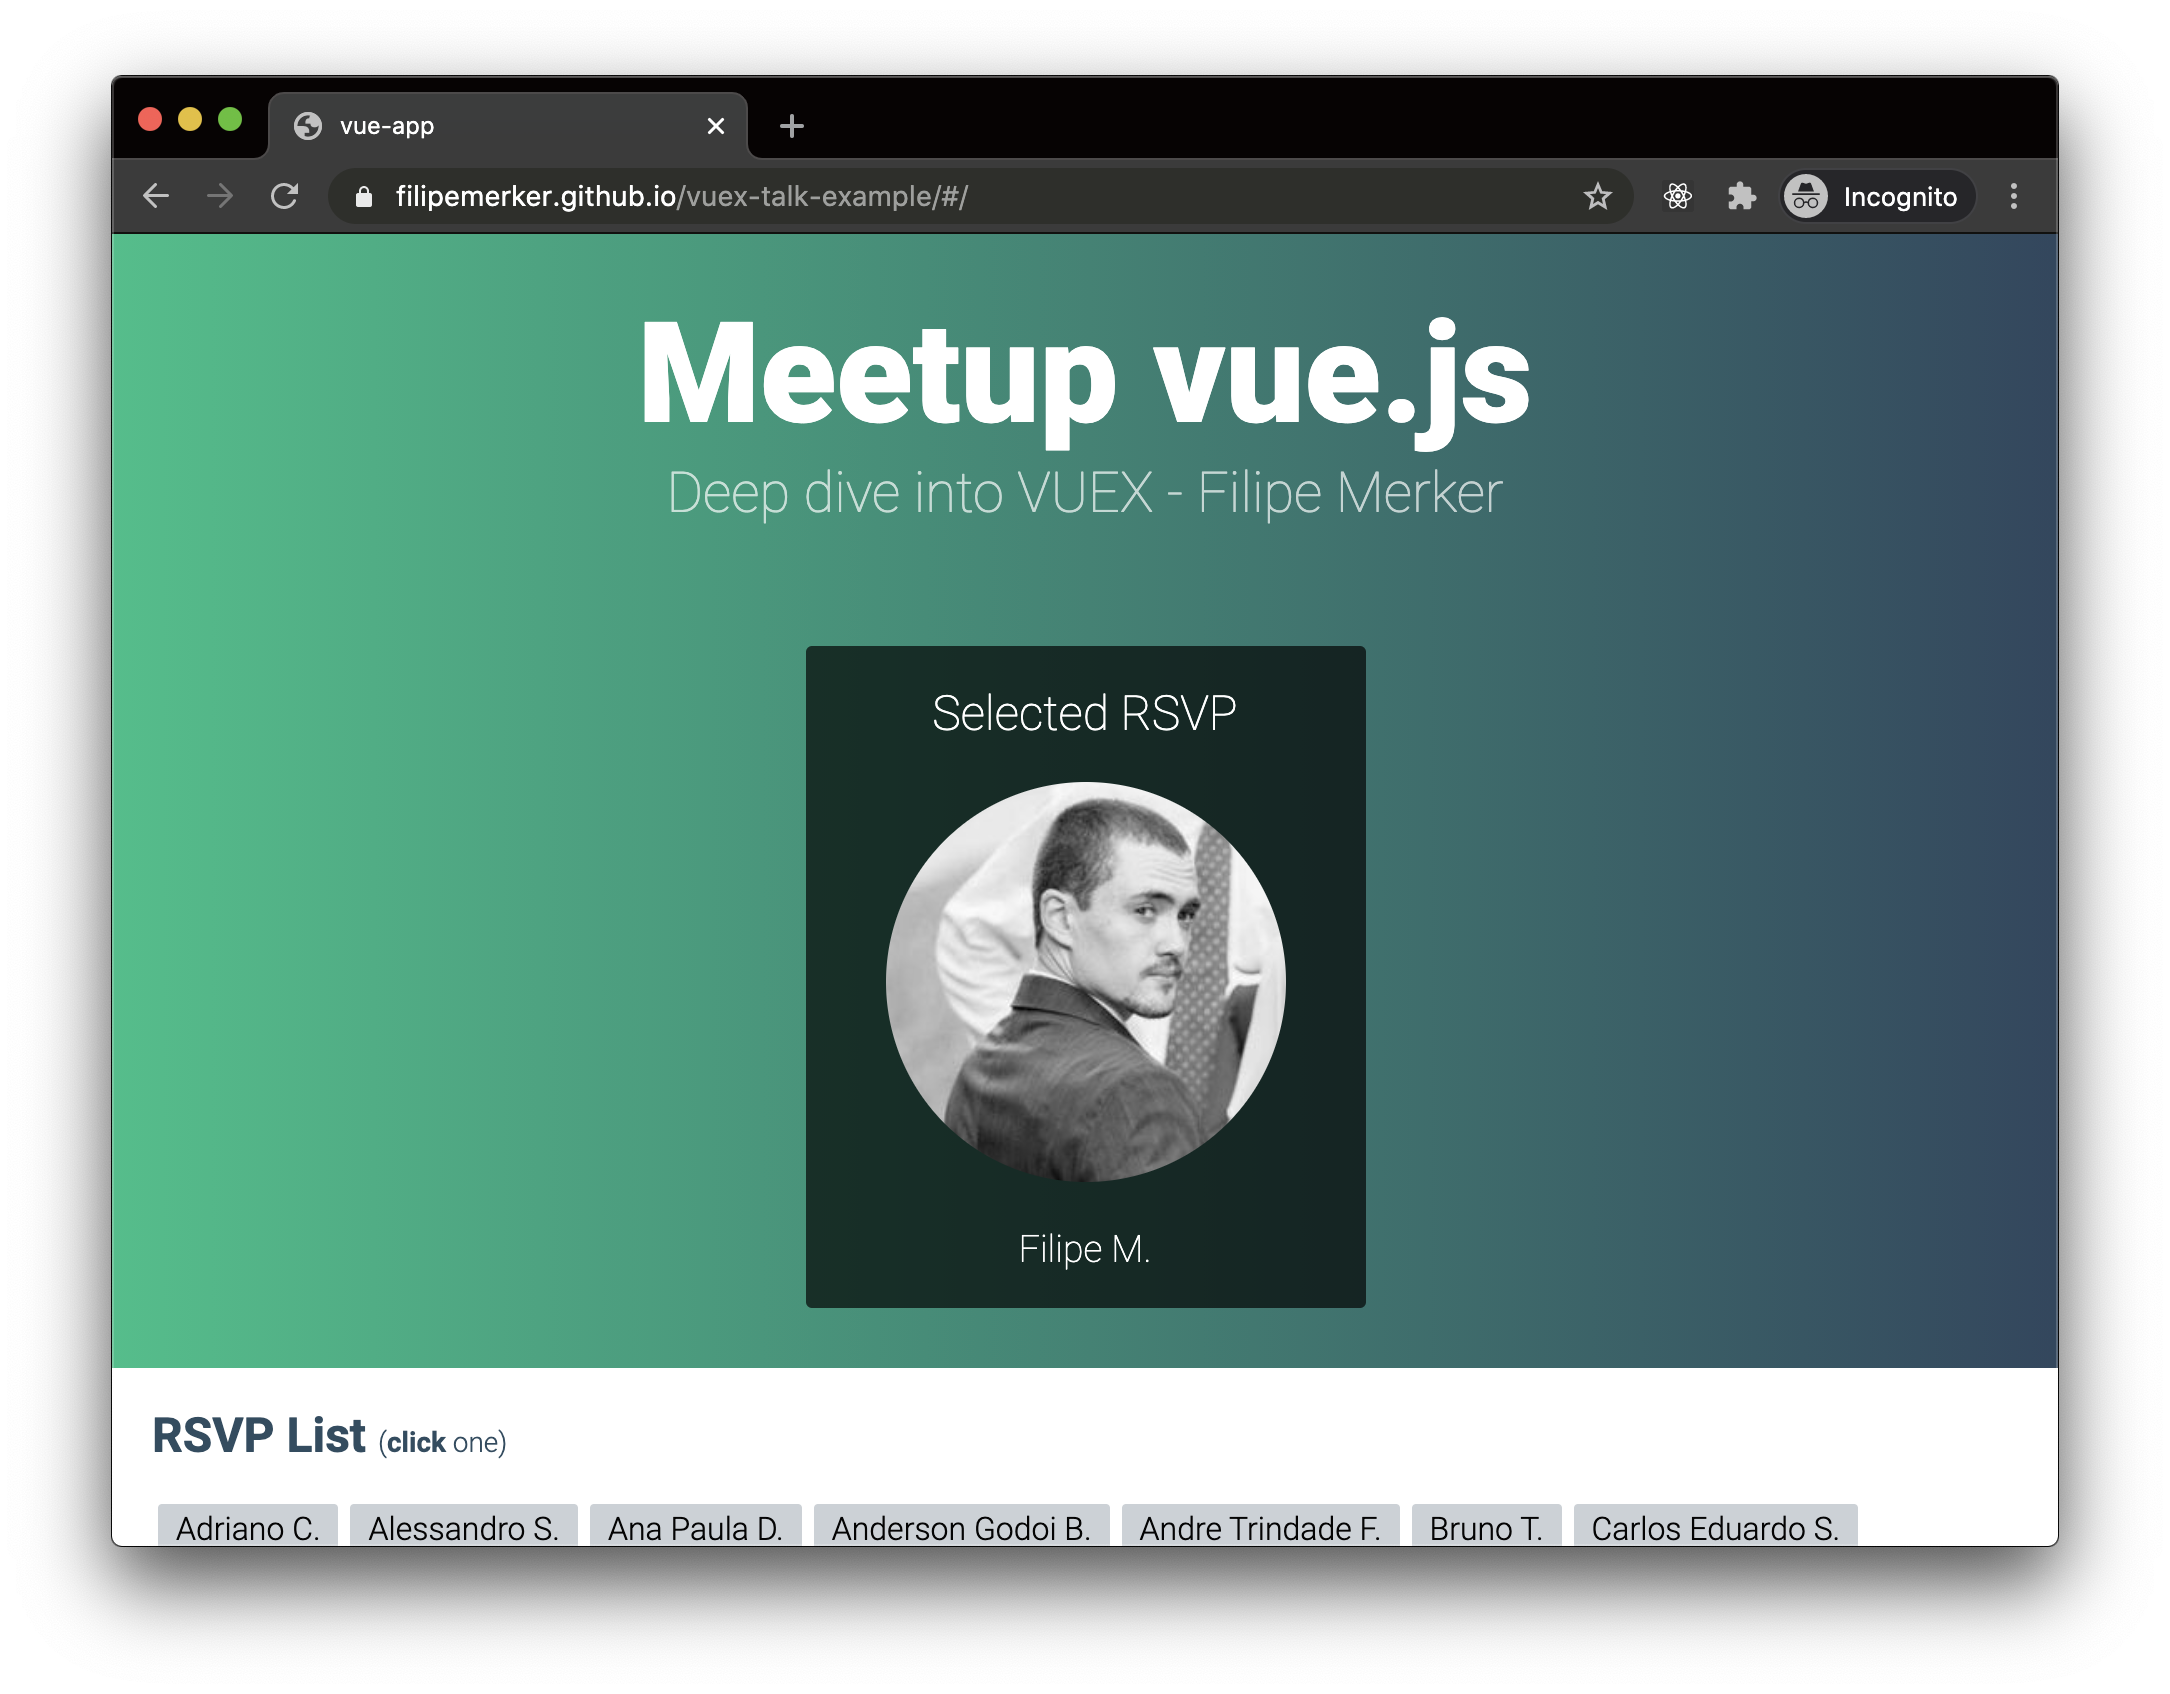 vue-app
filipemerker.github.io/vuex-talk-example/#/
Incognito
Meetup vue.js
Deep dive into VUEX - Filipe Merker
Selected RSVP
Filipe M.
RSVP List (click one)
Adriano C. Alessandro S. Ana Paula D. Anderson Godoi B. Andre Trindade F. Bruno T. Carlos Eduardo S.